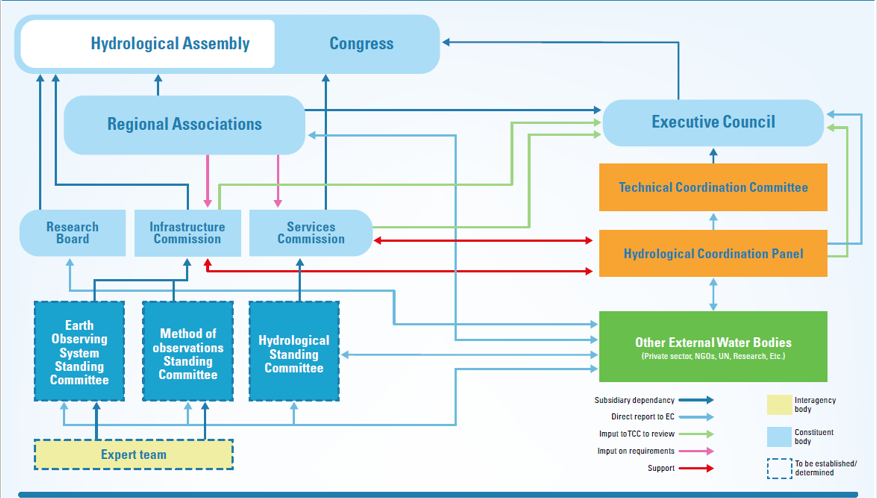 Hydrological Assembly
Congress
Regional Associations
Executive Council
Technical Coordination Committee
Research
Board
Infrastructure
Commission
Services
Commission
Hydrological Coordination Panel
Earth
Observing
System
Standing
Committee
Method of
observations
Standing
Committee
Hydrological
Standing
Committee
Other External Water Bodies
(Private sector, NGOs, UN, Research, Etc.)
Expert team
Subsidiary dependancy
Direct report to EC
Imput to TCC to review
Imput on requirements
Support
Interagency
body
Constituent
body
To be established/
determined